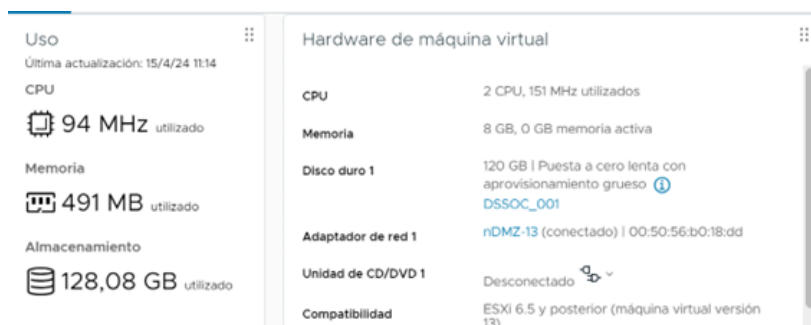 Uso
Última actualización: 15/4/24 11:14
CPU
94 MHz utilizado
Memoria
491 MB utilizado
Almacenamiento
128,08 GB utilizado
Hardware de máquina virtual
CPU 2 CPU, 151 MHz utilizados
Memoria 8 GB, 0 GB memoria activa
Disco duro 1 120 GB | Puesta a cero lenta con
aprovisionamiento grueso
DSSOC_001
Adaptador de red 1 nDMZ-13 (conectado) | 00:50:56:b0:18:dd
Unidad de CD/DVD 1 Desconectado
Compatibilidad ESXi 6.5 y posterior (máquina virtual versión
13)